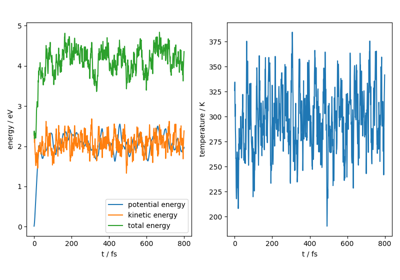 5
4
3
2
1
0
energy / eV
potential energy
kinetic energy
total energy
0 200 400 600 800
t / fs
375
350
325
300
275
250
225
200
temperature / K
0 200 400 600 800
t / fs